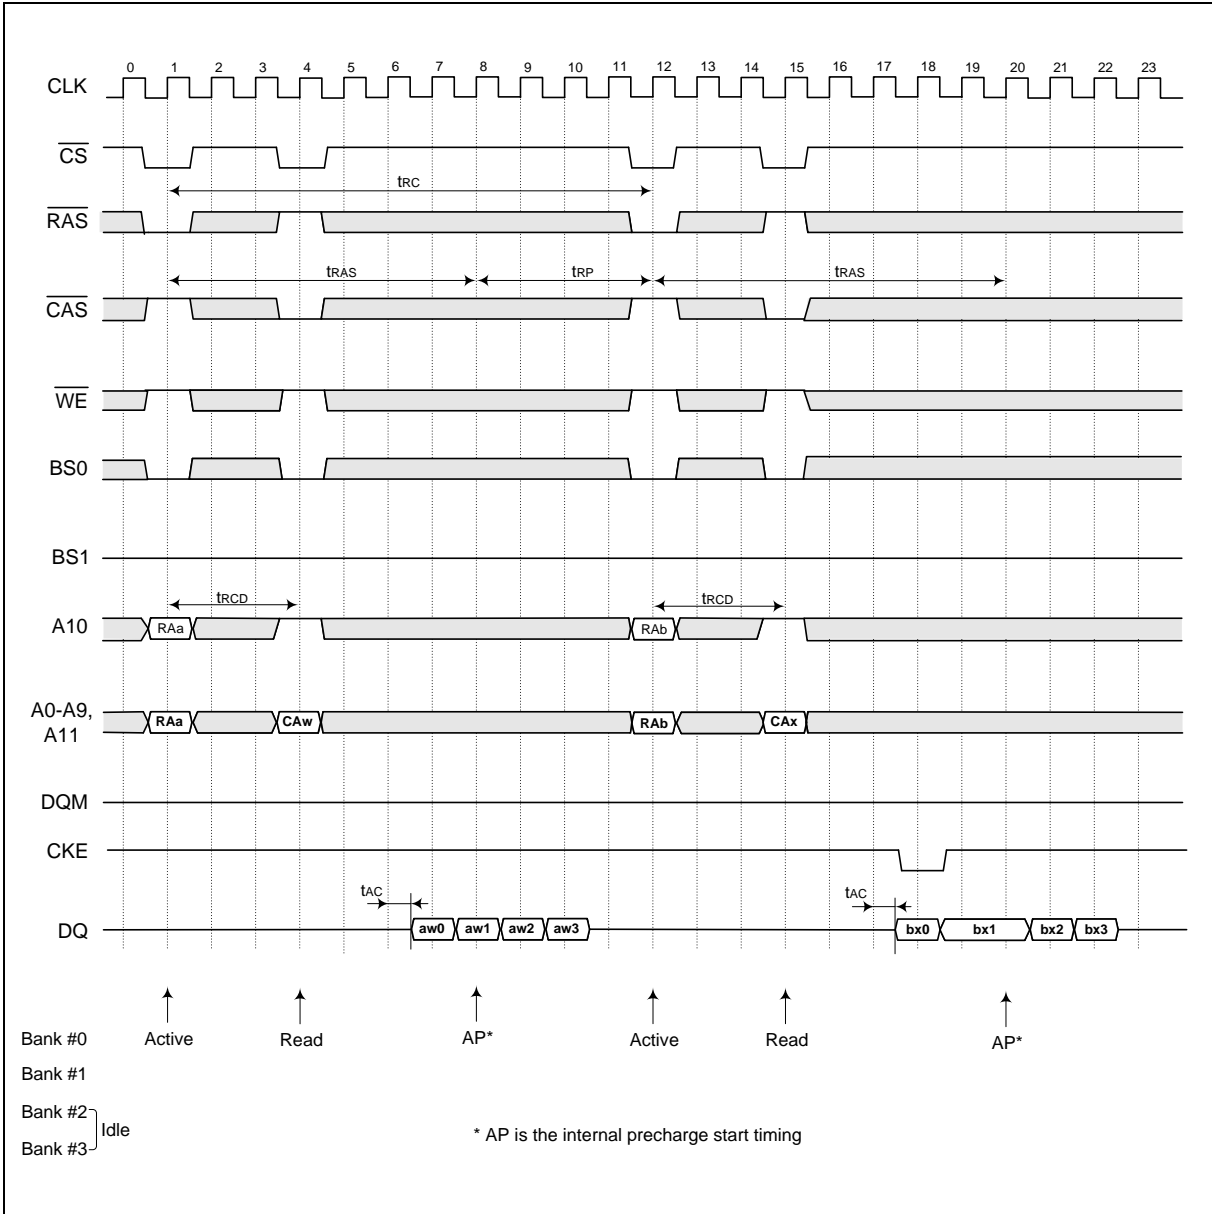 0 1 2 3 4 5 6 7 8 9 10 11 12 13 14 15 16 17 18 19 20 21 22 23
CLK
CS
tRC
RAS
tRAS tRP tRAS
CAS
WE
BS0
BS1
tRCD tRCD
A10 RAa RAb
A0-A9,
A11 RAa CAw RAb CAx
DQM
CKE
tAC tAC
DQ aw0 aw1 aw2 aw3 bx0 bx1 bx2 bx3
Bank #0 Active Read AP* Active Read AP*
Bank #1
Bank #2
Idle
Bank #3
* AP is the internal precharge start timing